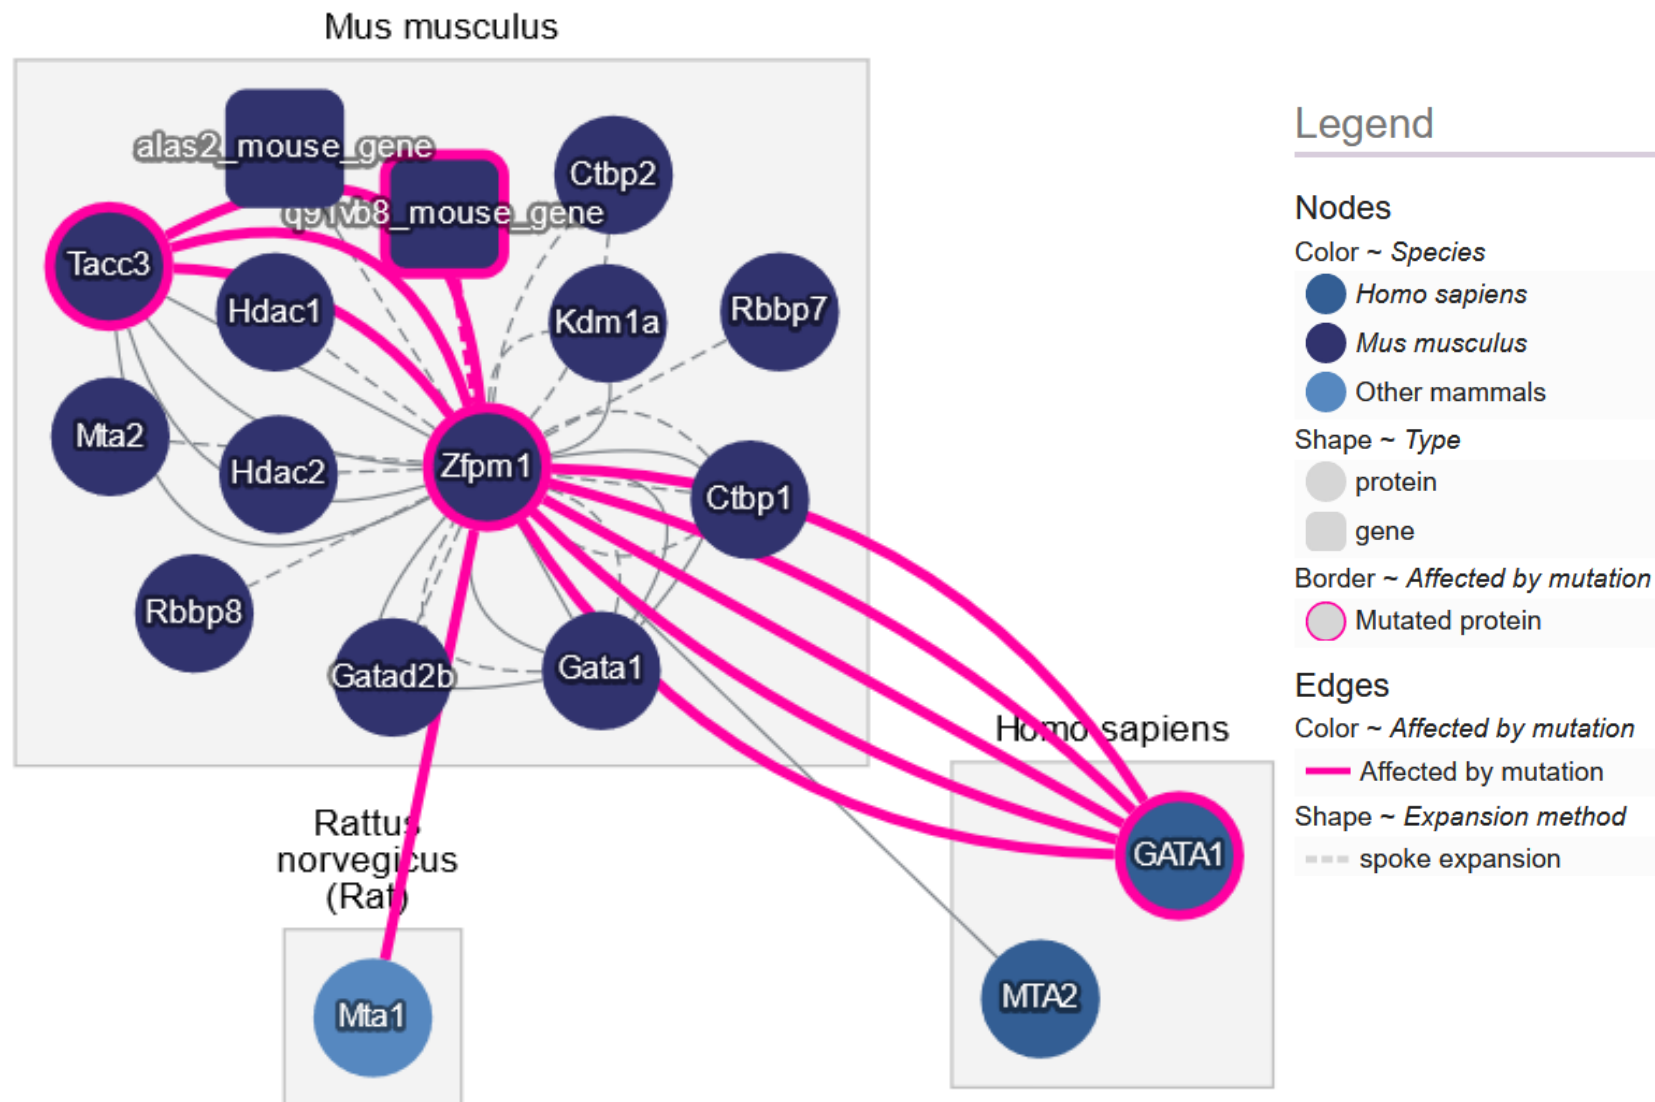 Mus musculus
alas2_mouse_gene
q91vb8_mouse_gene
Ctbp2
Tacc3
Hdac1
Kdm1a
Rbbp7
Mta2
Hdac2
Zfpm1
Ctbp1
Rbbp8
Gatad2b
Gata1
Homo sapiens
GATA1
MTA2
Rattus
norvegicus
(Rat)
Mta1
Legend
Nodes
Color ~ Species
Homo sapiens
Mus musculus
Other mammals
Shape ~ Type
protein
gene
Border ~ Affected by mutation
Mutated protein
Edges
Color ~ Affected by mutation
Affected by mutation
Shape ~ Expansion method
spoke expansion